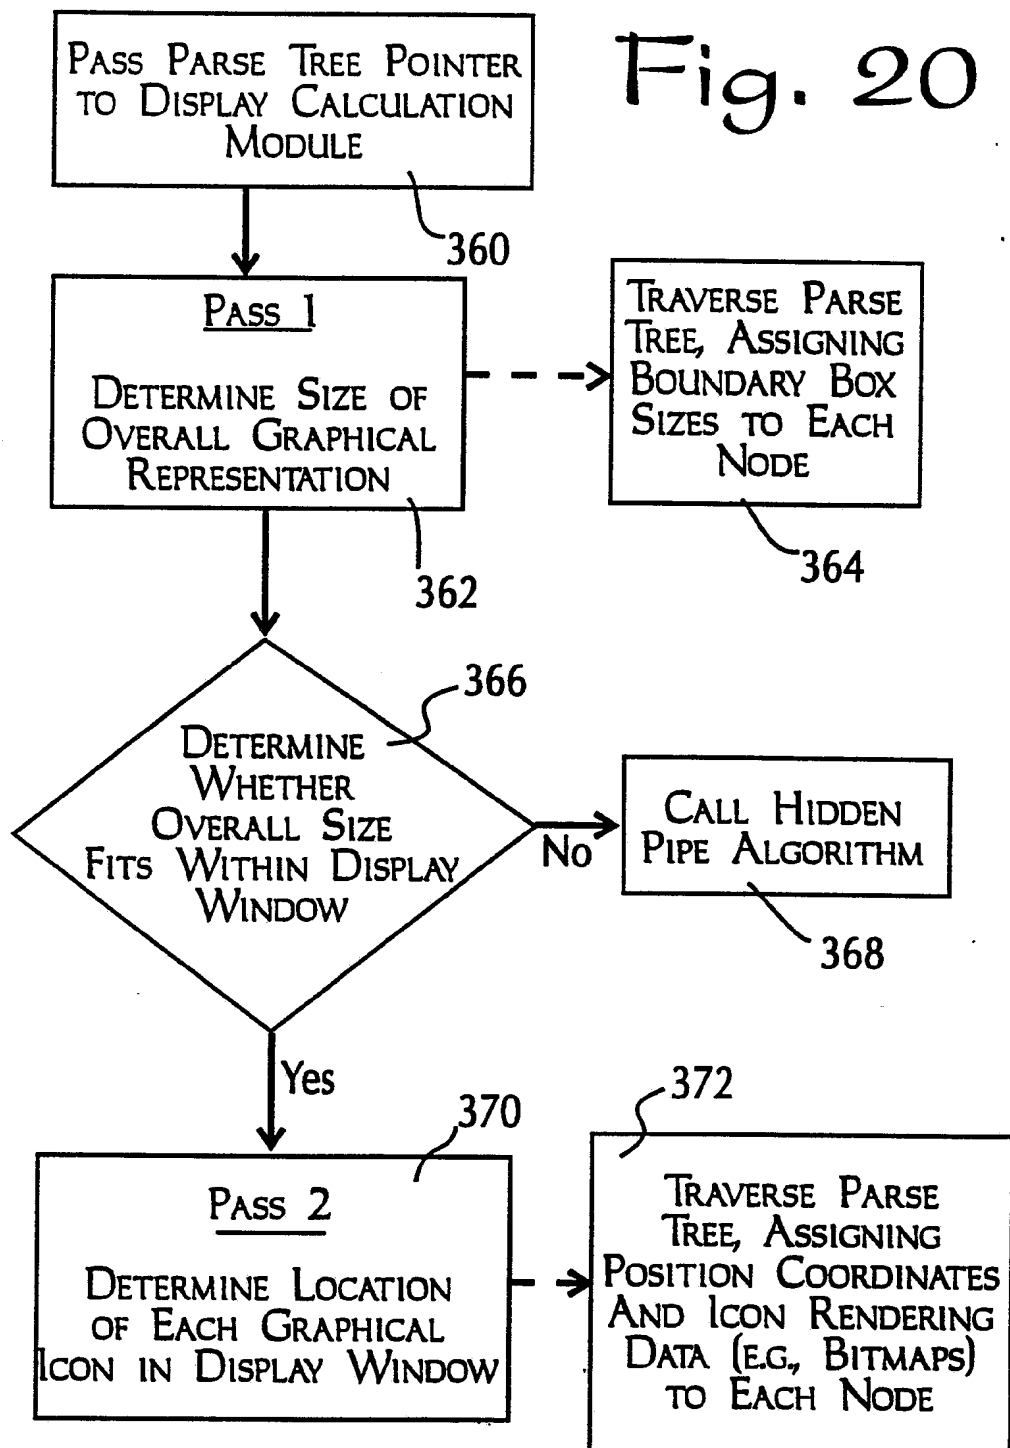 Fig. 20
PASS PARSE TREE POINTER
TO DISPLAY CALCULATION
MODULE
360
PASS 1
DETERMINE SIZE OF
OVERALL GRAPHICAL
REPRESENTATION
362
TRAVERSE PARSE
TREE, ASSIGNING
BOUNDARY BOX
SIZES TO EACH
NODE
364
366
DETERMINE
WHETHER
OVERALL SIZE
FITS WITHIN DISPLAY
WINDOW
No
CALL HIDDEN
PIPE ALGORITHM
368
Yes
370
PASS 2
DETERMINE LOCATION
OF EACH GRAPHICAL
ICON IN DISPLAY WINDOW
372
TRAVERSE PARSE
TREE, ASSIGNING
POSITION COORDINATES
AND ICON RENDERING
DATA (E.G., BITMAPS)
TO EACH NODE